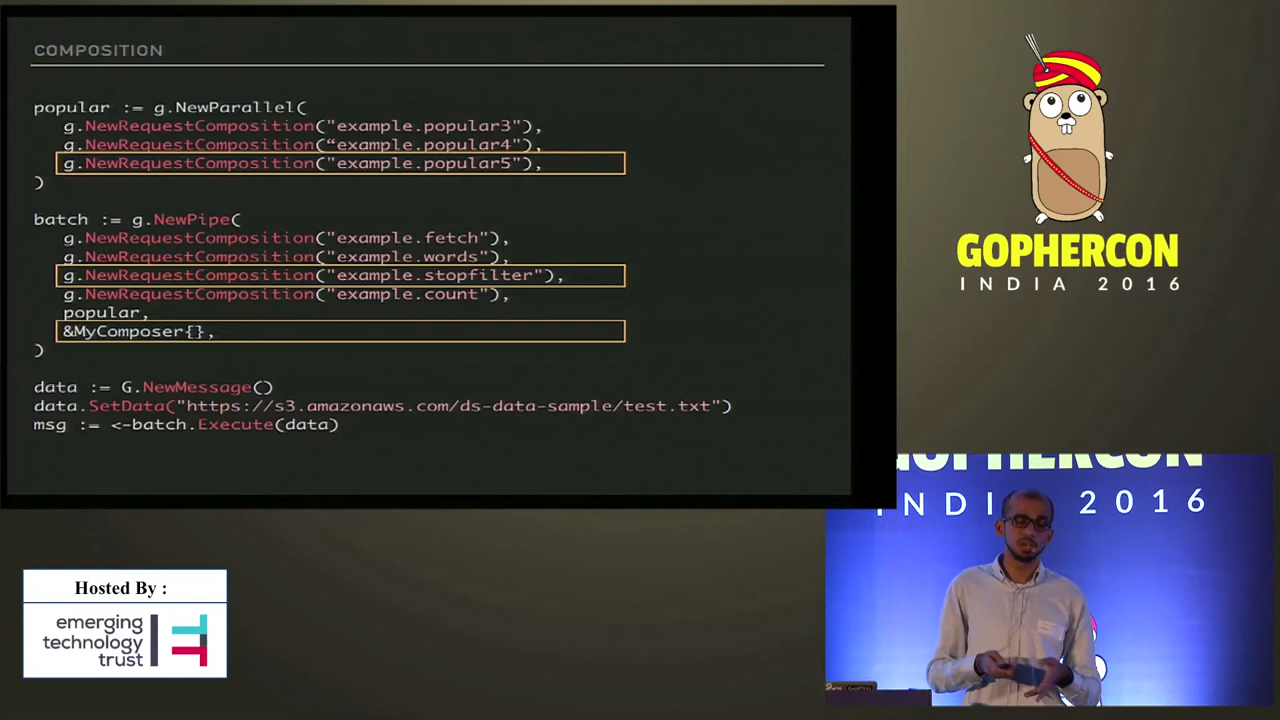 COMPOSITION
popular := g.NewParallel(
g.NewRequestComposition("example.popular3"),
g.NewRequestComposition(“example.popular4"),
g.NewRequestComposition("example.popular5"),
)
batch := g.NewPipe(
g.NewRequestComposition("example.fetch"),
g.NewRequestComposition("example.words"),
g.NewRequestComposition("example.stopfilter"),
g.NewRequestComposition("example.count"),
popular,
&MyComposer{},
)
data := G.NewMessage()
data.SetData("https://s3.amazonaws.com/ds-data-sample/test.txt")
msg := <-batch.Execute(data)
GOPHERCON
INDIA 2016
GOPHERCON
INDI 2016
Hosted By :
emerging
technology
trust